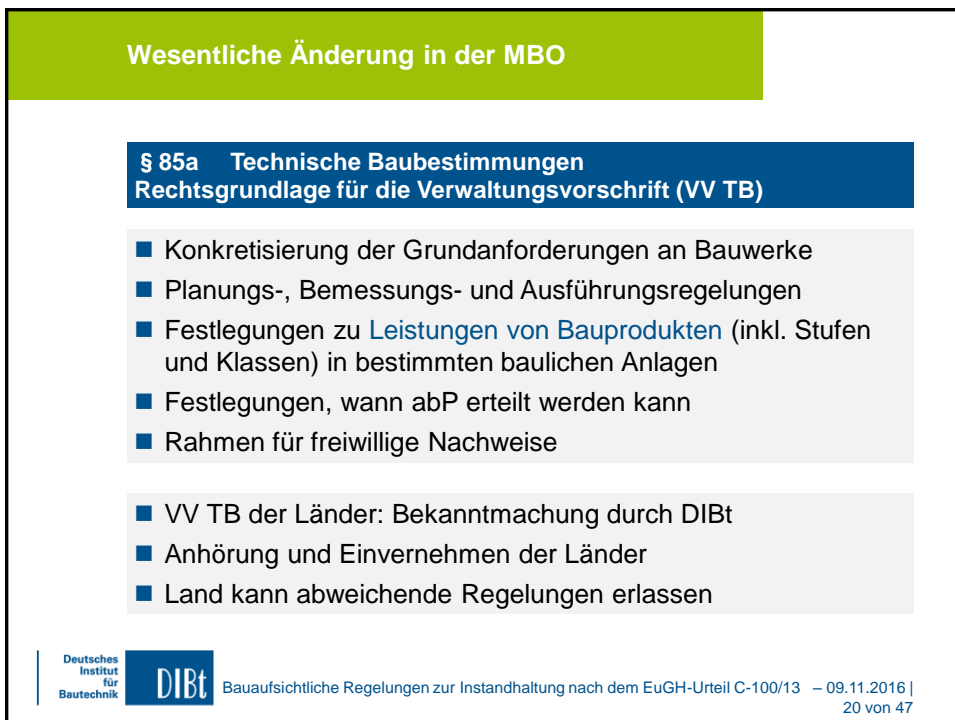 Wesentliche Änderung in der MBO
§ 85a Technische Baubestimmungen
Rechtsgrundlage für die Verwaltungsvorschrift (VV TB)
■ Konkretisierung der Grundanforderungen an Bauwerke
■ Planungs-, Bemessungs- und Ausführungsregelungen
■ Festlegungen zu Leistungen von Bauprodukten (inkl. Stufen
und Klassen) in bestimmten baulichen Anlagen
■ Festlegungen, wann abP erteilt werden kann
■ Rahmen für freiwillige Nachweise
■ VV TB der Länder: Bekanntmachung durch DIBt
■ Anhörung und Einvernehmen der Länder
■ Land kann abweichende Regelungen erlassen
Deutsches
Institut
für
Bautechnik
DIBt
Bauaufsichtliche Regelungen zur Instandhaltung nach dem EuGH-Urteil C-100/13 – 09.11.2016 |
20 von 47